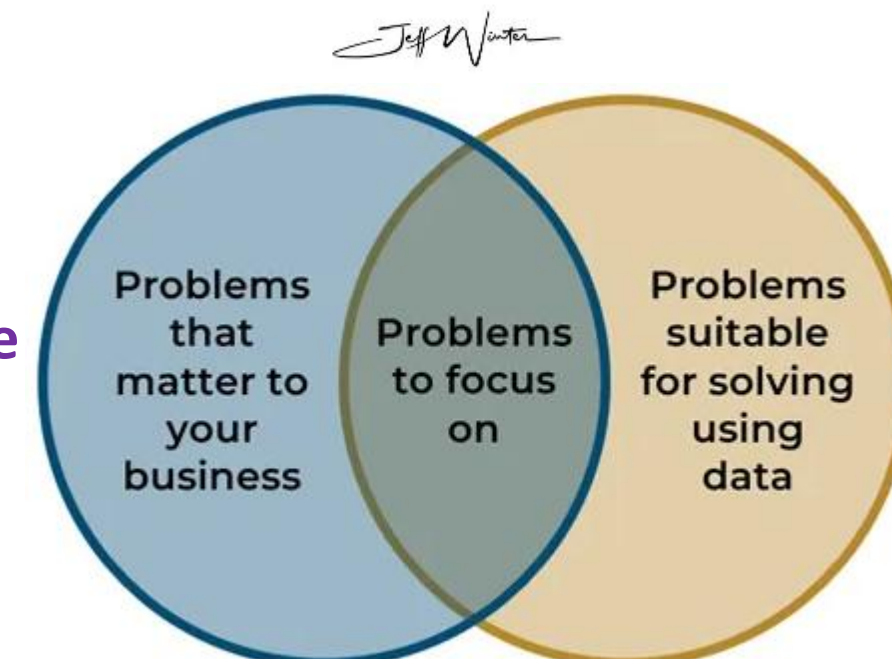 Jeff Winter
e
Problems
that
matter to
your
business
Problems
to focus
on
Problems
suitable
for solving
using
data